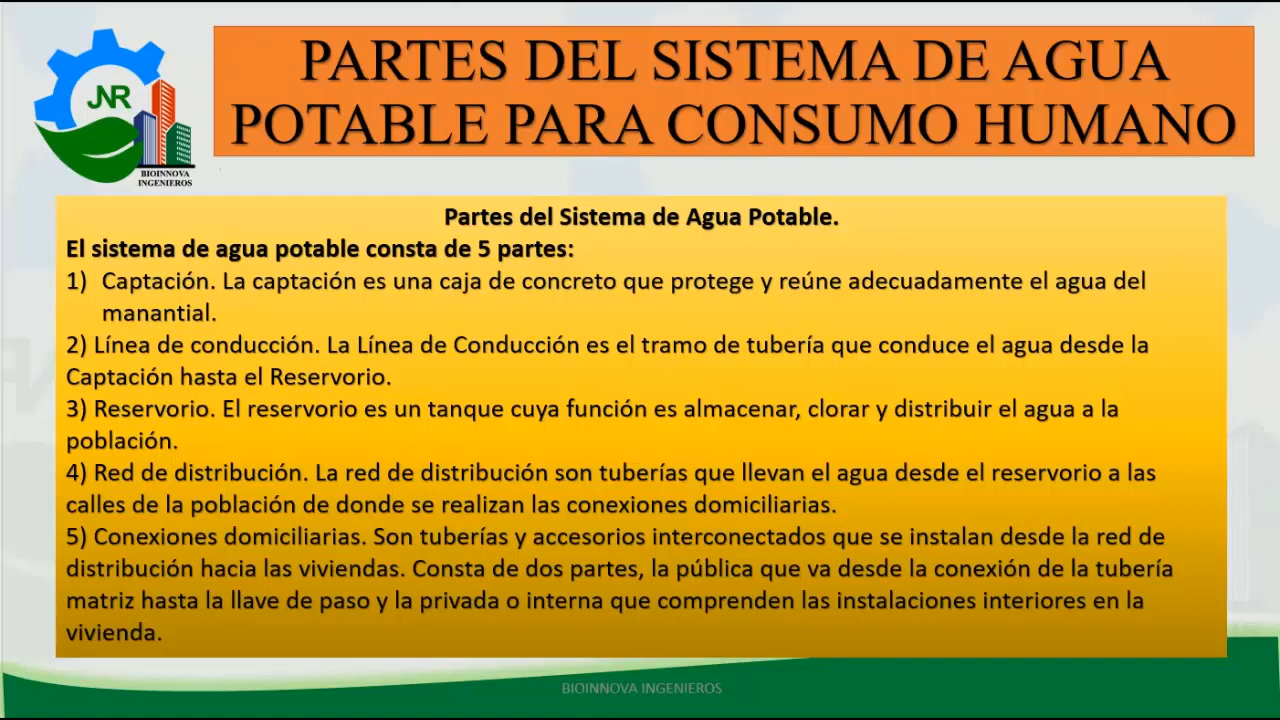 JNR
BIOINNOVA
INGENIEROS
PARTES DEL SISTEMA DE AGUA
POTABLE PARA CONSUMO HUMANO
Partes del Sistema de Agua Potable.
El sistema de agua potable consta de 5 partes:
1) Captación. La captación es una caja de concreto que protege y reúne adecuadamente el agua del
manantial.
2) Línea de conducción. La Línea de Conducción es el tramo de tubería que conduce el agua desde la
Captación hasta el Reservorio.
3) Reservorio. El reservorio es un tanque cuya función es almacenar, clorar y distribuir el agua a la
población.
4) Red de distribución. La red de distribución son tuberías que llevan el agua desde el reservorio a las
calles de la población de donde se realizan las conexiones domiciliarias.
5) Conexiones domiciliarias. Son tuberías y accesorios interconectados que se instalan desde la red de
distribución hacia las viviendas. Consta de dos partes, la pública que va desde la conexión de la tubería
matriz hasta la llave de paso y la privada o interna que comprenden las instalaciones interiores en la
vivienda.
BIOINNOVA INGENIEROS